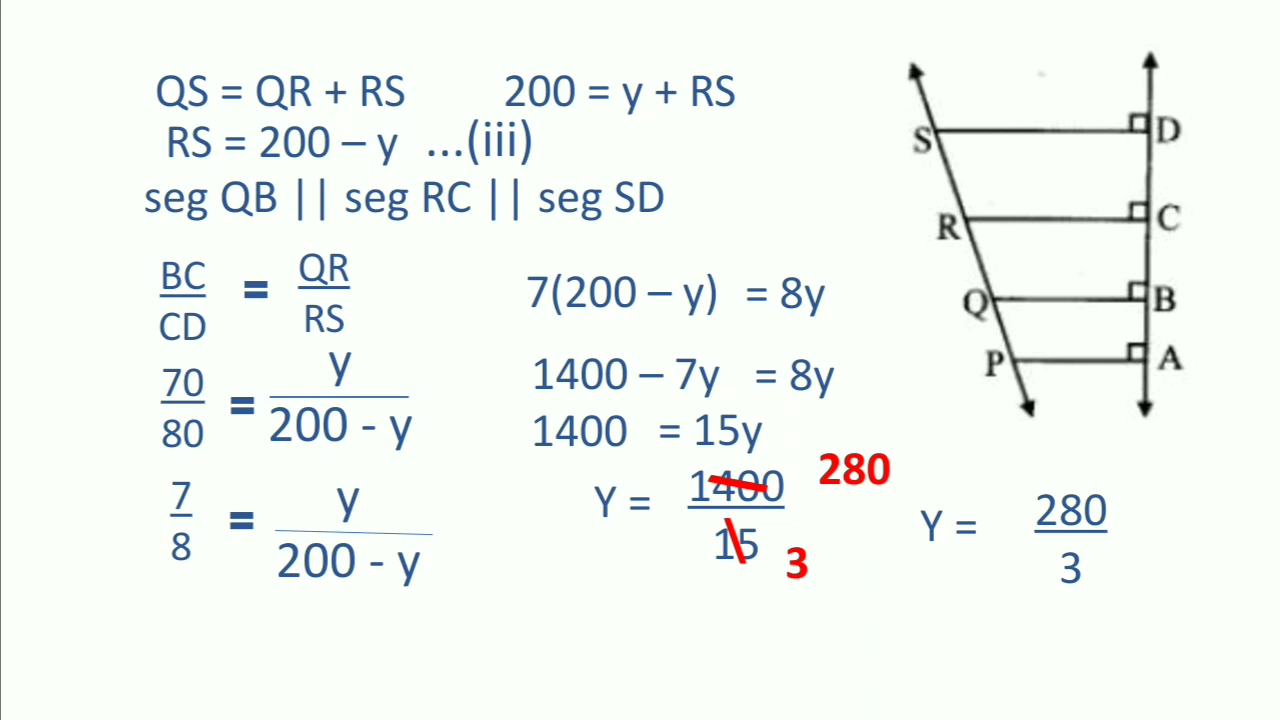 QS = QR + RS 200 = y + RS
RS = 200 – y ...(iii)
seg QB || seg RC || seg SD
BC = QR
CD RS
70 = y
80 200 - y
7 = y
8 200 - y
7(200 – y) = 8y
1400 – 7y = 8y
1400 = 15y
Y = 1400 280
15 3
Y = 280
3
S D
R C
Q B
P A